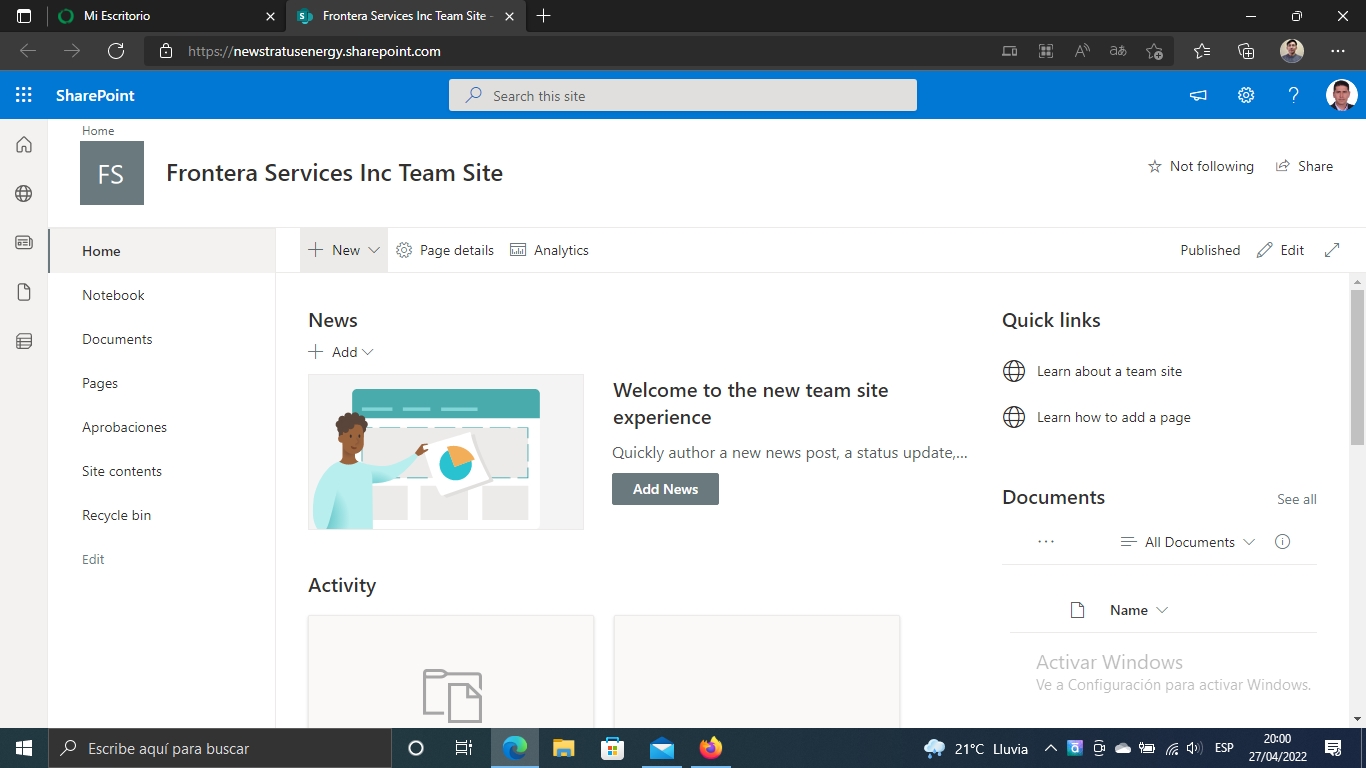 Mi Escritorio
Frontera Services Inc Team Site -
https://newstratusenergy.sharepoint.com
SharePoint
Search this site
Home
FS
Frontera Services Inc Team Site
Not following
Share
Home
Notebook
Documents
Pages
Aprobaciones
Site contents
Recycle bin
Edit
New
Page details
Analytics
Published
Edit
News
Add
Welcome to the new team site
experience
Quickly author a new news post, a status update,...
Add News
Activity
Quick links
Learn about a team site
Learn how to add a page
Documents
See all
All Documents
Name
Activar Windows
Ve a Configuración para activar Windows.
Escribe aquí para buscar
21°C Lluvia
ESP
20:00
27/04/2022